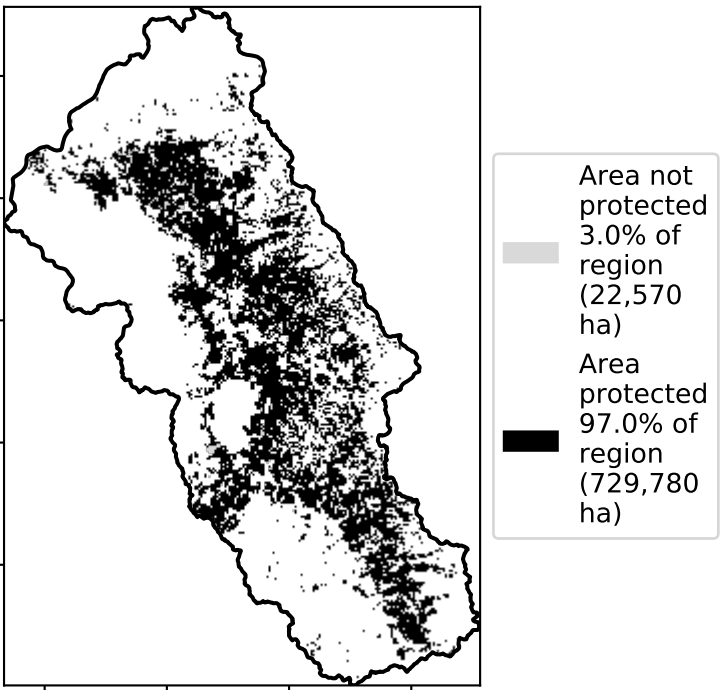 Area not
protected
3.0% of
region
(22,570
ha)
Area
protected
97.0% of
region
(729,780
ha)